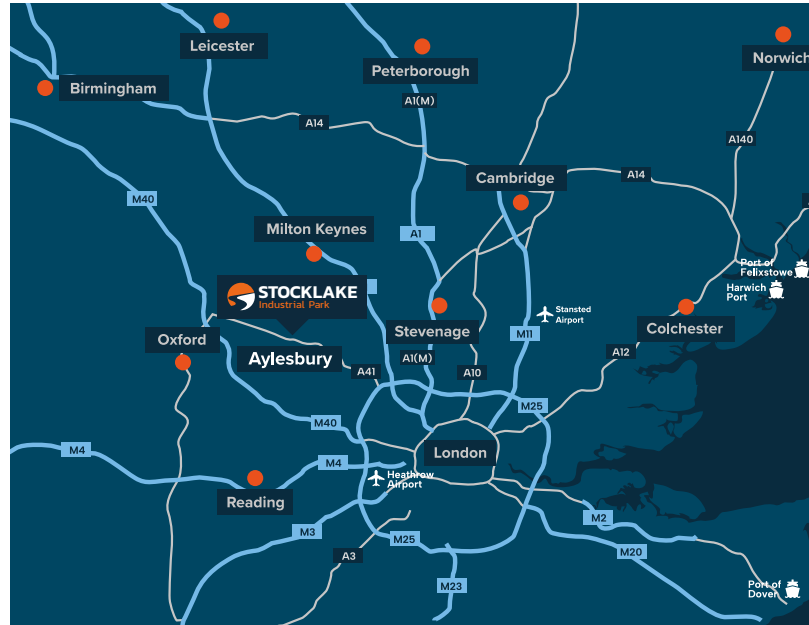 Leicester
Norwich
Peterborough
Birmingham
A1(M)
A14
A140
Cambridge
A14
M40
Milton Keynes
A1
Port of
Felixstowe
Harwich
Port
STOCKLAKE
Industrial Park
Stansted
Airport
Colchester
Stevenage
M11
Oxford
Aylesbury
A1(M)
A12
A41
A10
M25
M40
M4
London
M4
Heathrow
Airport
Reading
M2
M3
M25
M20
A3
M23
Port of
Dover